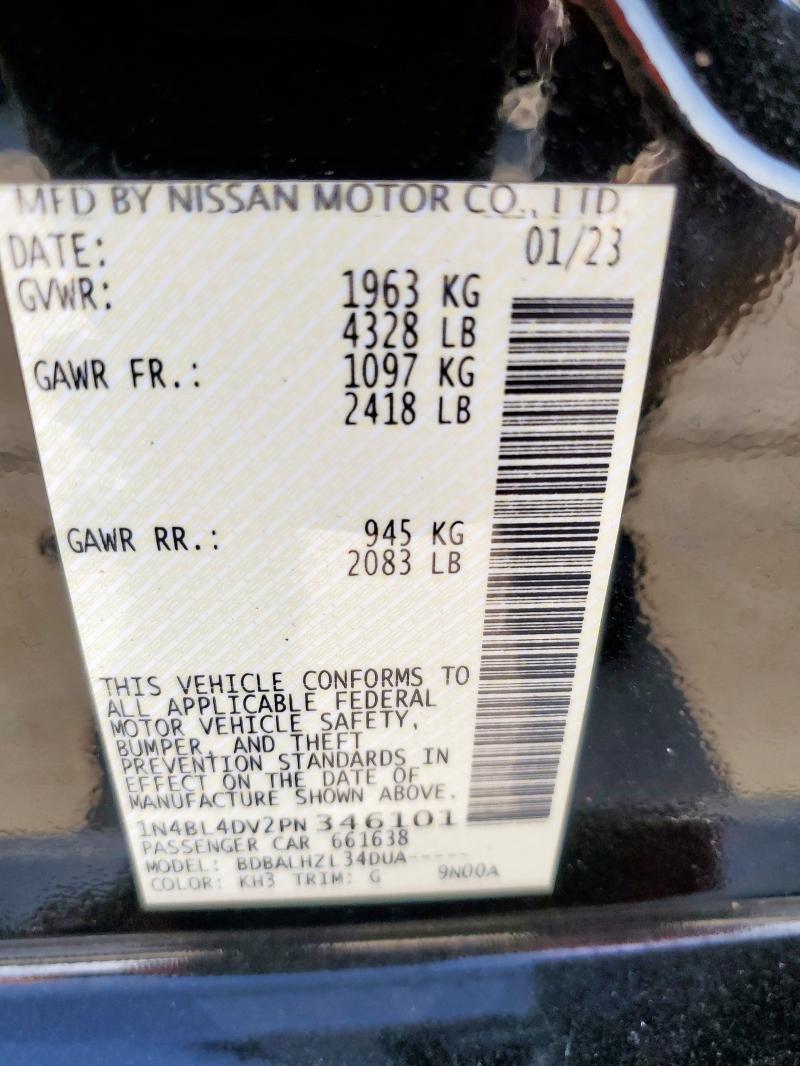 MFD BY NISSAN MOTOR CO., LTD.
DATE: 01/23
GVWR: 1963 KG
4328 LB
GAWR FR.: 1097 KG
2418 LB
GAWR RR.: 945 KG
2083 LB
THIS VEHICLE CONFORMS TO
ALL APPLICABLE FEDERAL
MOTOR VEHICLE SAFETY,
BUMPER, AND THEFT
PREVENTION STANDARDS IN
EFFECT ON THE DATE OF
MANUFACTURE SHOWN ABOVE.
1N4BL4DV2PN346101
PASSENGER CAR 661638
MODEL: BDBALHZL34DUA-----
COLOR: KH3 TRIM: G 9N00A